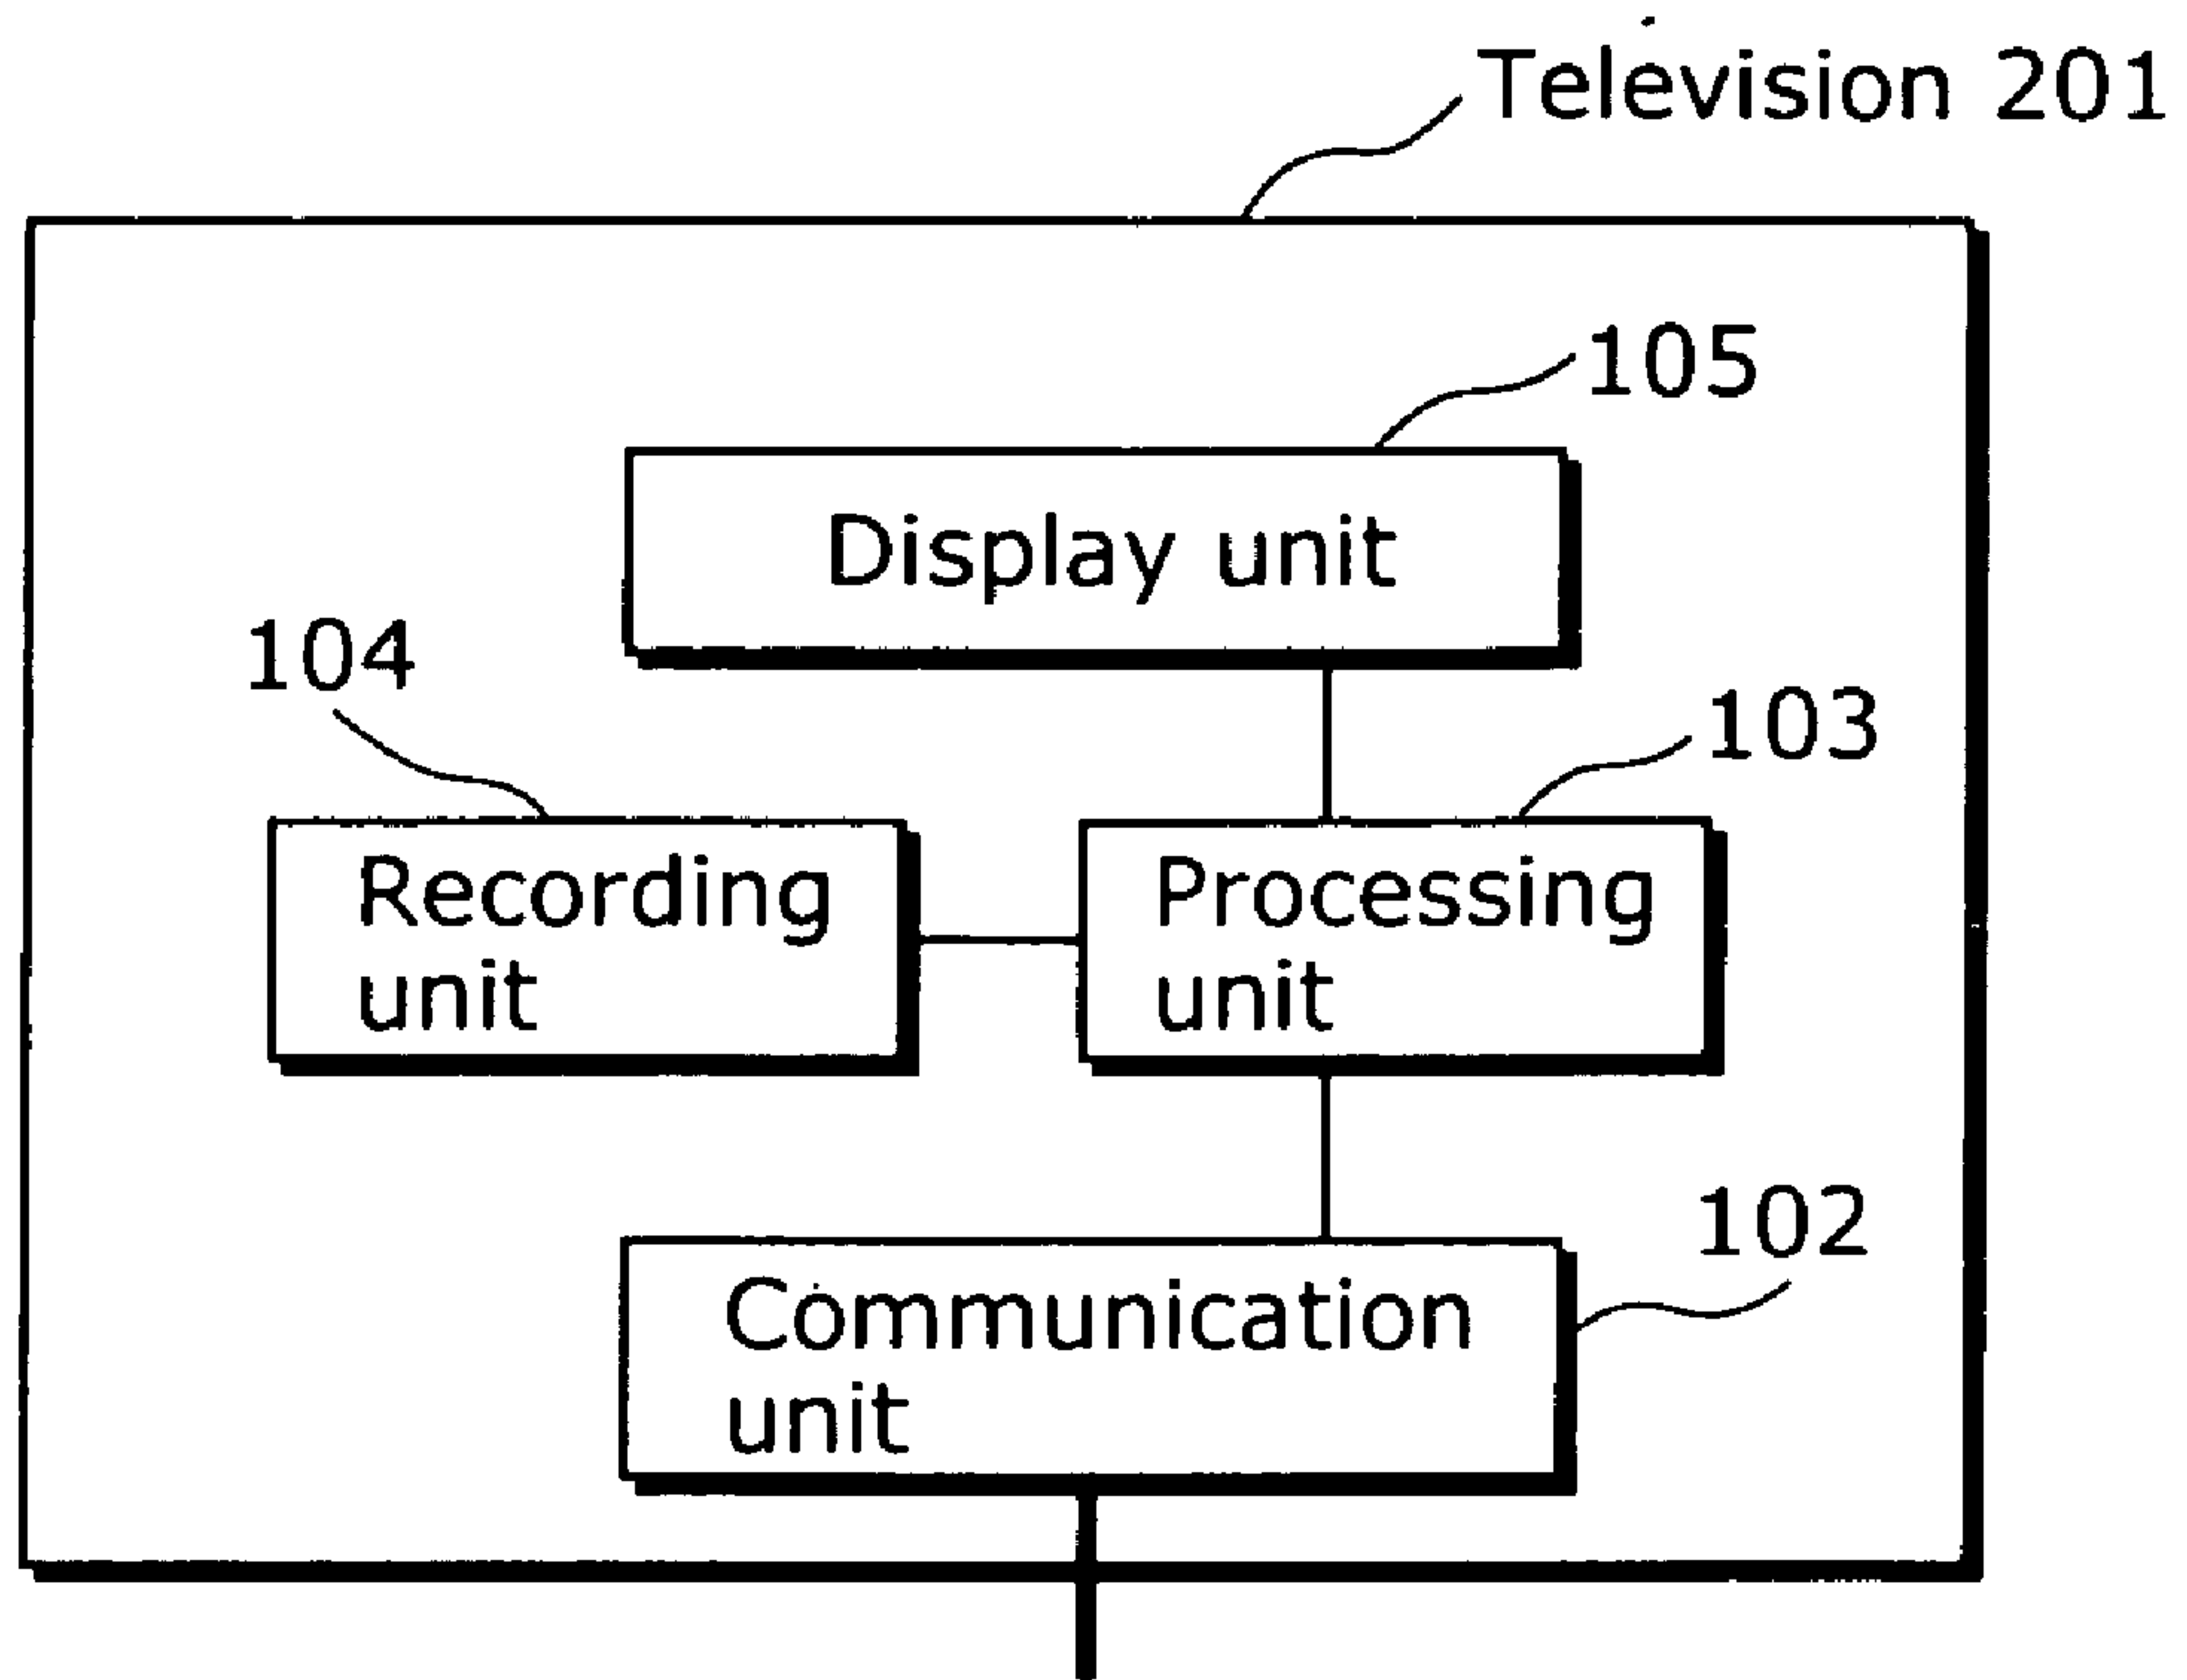 Television 201
105
Display unit
104
103
Recording
unit
Processing
unit
102
Communication
unit